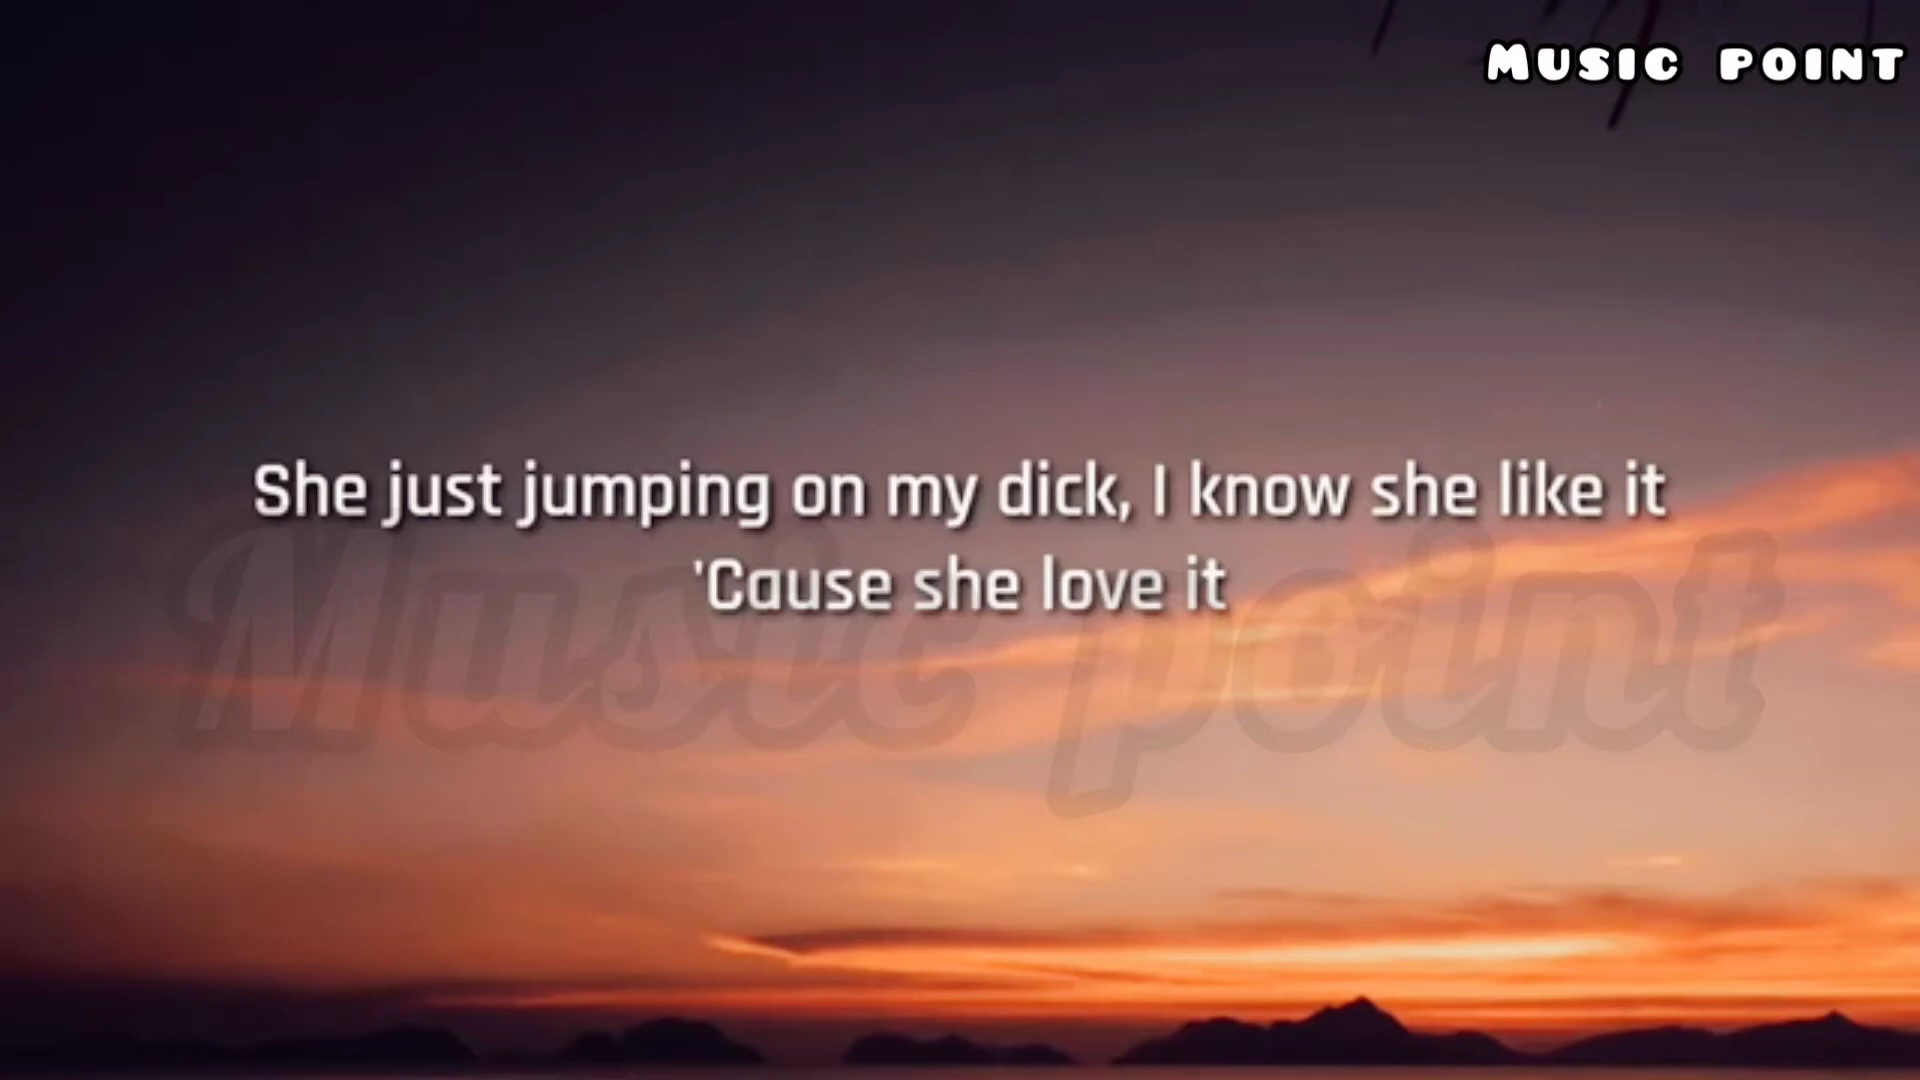 Music point
She just jumping on my dick, I know she like it
'Cause she love it
Music point